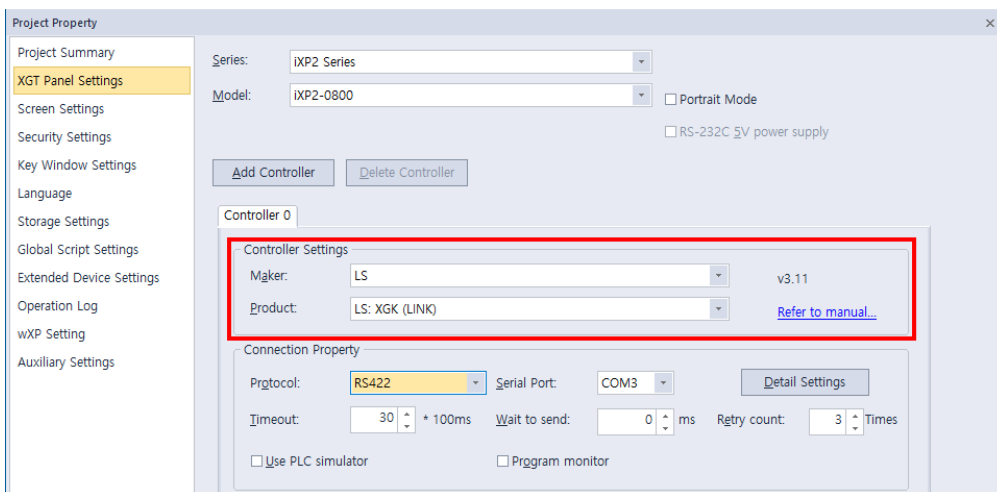 Project Property
Project Summary
XGT Panel Settings
Screen Settings
Security Settings
Key Window Settings
Language
Storage Settings
Global Script Settings
Extended Device Settings
Operation Log
wXP Setting
Auxiliary Settings
Series: iXP2 Series
Model: iXP2-0800
Portrait Mode
RS-232C 5V power supply
Add Controller Delete Controller
Controller 0
Controller Settings
Maker: LS v3.11
Product: LS: XGK (LINK) Refer to manual...
Connection Property
Protocol: RS422 Serial Port: COM3 Detail Settings
Timeout: 30 * 100ms Wait to send: 0 ms Retry count: 3 Times
Use PLC simulator Program monitor